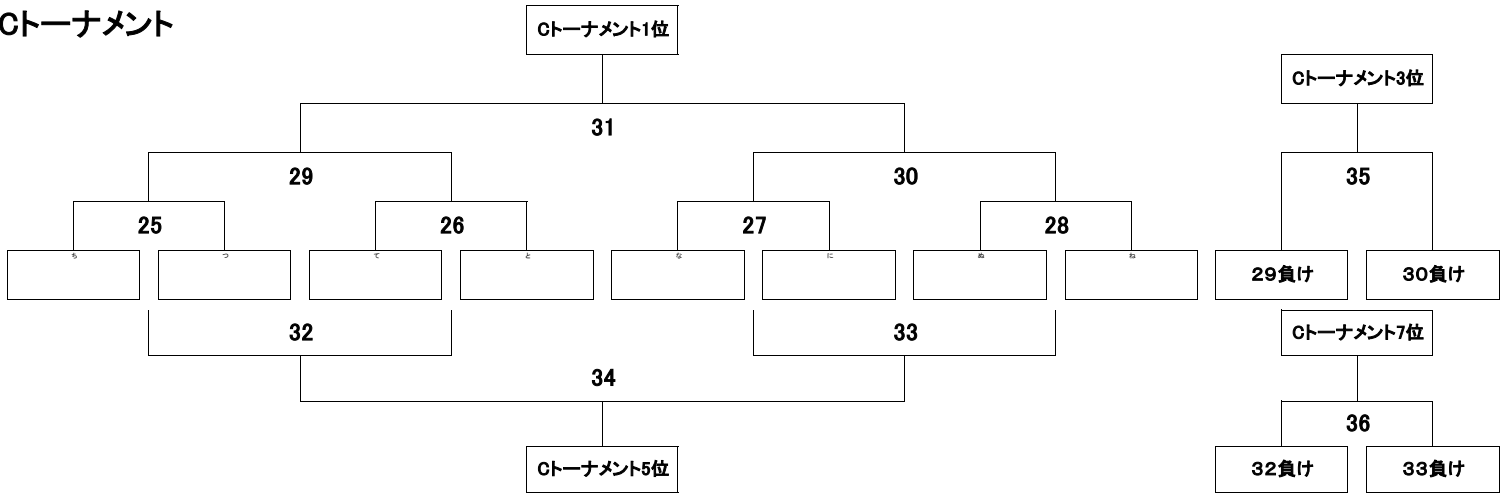 Cトーナメント
Cトーナメント1位
Cトーナメント3位
31
29
30
35
25
26
27
28
ち
つ
て
と
な
に
ぬ
ね
29負け
30負け
32
33
Cトーナメント7位
34
36
Cトーナメント5位
32負け
33負け